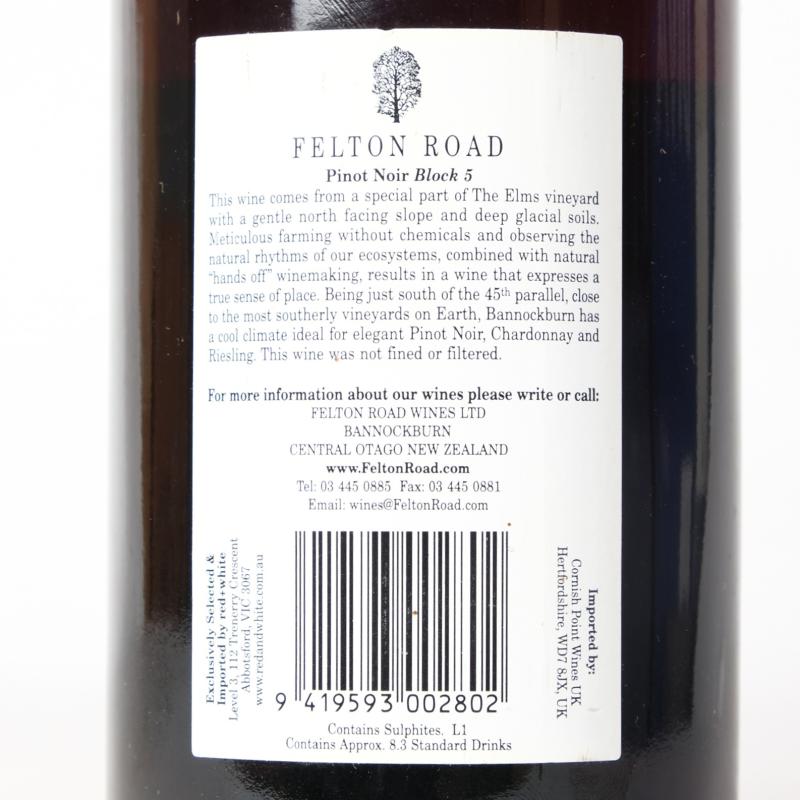 FELTON ROAD
Pinot Noir Block 5
This wine comes from a special part of The Elms vineyard
with a gentle north facing slope and deep glacial soils.
Meticulous farming without chemicals and observing the
natural rhythms of our ecosystems, combined with natural
"hands off" winemaking, results in a wine that expresses a
true sense of place. Being just south of the 45th parallel, close
to the most southerly vineyards on Earth, Bannockburn has
a cool climate ideal for elegant Pinot Noir, Chardonnay and
Riesling. This wine was not fined or filtered.
For more information about our wines please write or call:
FELTON ROAD WINES LTD
BANNOCKBURN
CENTRAL OTAGO NEW ZEALAND
www.FeltonRoad.com
Tel: 03 445 0885 Fax: 03 445 0881
Email: wines@FeltonRoad.com
Exclusively Selected &
Imported by red+white
Level 3, 112 Trenerry Crescent
Abbotsford, VIC 3067
www.redandwhite.com.au
Imported by:
Cornish Point Wines UK
Hertfordshire, WD7 8JX, UK
9 419593 002802
Contains Sulphites. L1
Contains Approx. 8.3 Standard Drinks